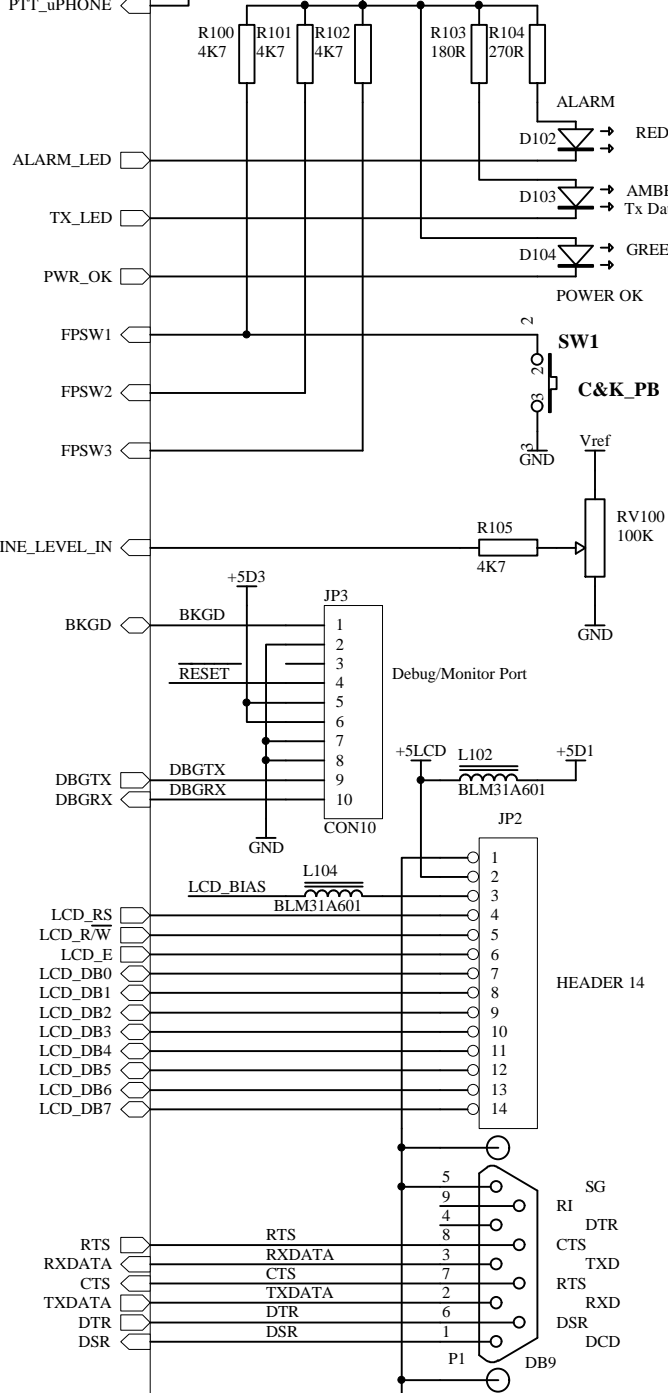 PTT_uPHONE
R100 R101 R102 R103 R104
4K7 4K7 4K7 180R 270R
ALARM
D102 RED
ALARM_LED
D103
Tx
TX_LED
D104
PWR_OK
POWER OK
FPSW1
2
SW1
2
FPSW2
C&K_PB
3
3
FPSW3
GND
Vref
RV100
100K
R105
INE_LEVEL_IN
4K7
+5D3
JP3
GND
BKGD BKGD 1
2
3
RESET 4
Debug/Monitor Port
5
6
7
8
+5LCD L102 +5D1
DBGTX DBGTX 9
BLM31A601
DBGRX DBGRX 10
JP2
CON10
GND
1
L104
2
LCD_BIAS 3
BLM31A601
LCD_RS 4
LCD_R/W 5
LCD_E 6
LCD_DB0 7
HEADER 14
LCD_DB1 8
LCD_DB2 9
LCD_DB3 10
LCD_DB4 11
LCD_DB5 12
LCD_DB6 13
LCD_DB7 14
5 SG
9 RI
4 DTR
RTS RTS 8 CTS
RXDATA RXDATA 3 TXD
CTS CTS 7 RTS
TXDATA TXDATA 2 RXD
DTR DTR 6 DSR
DSR DSR 1 DCD
P1 DB9